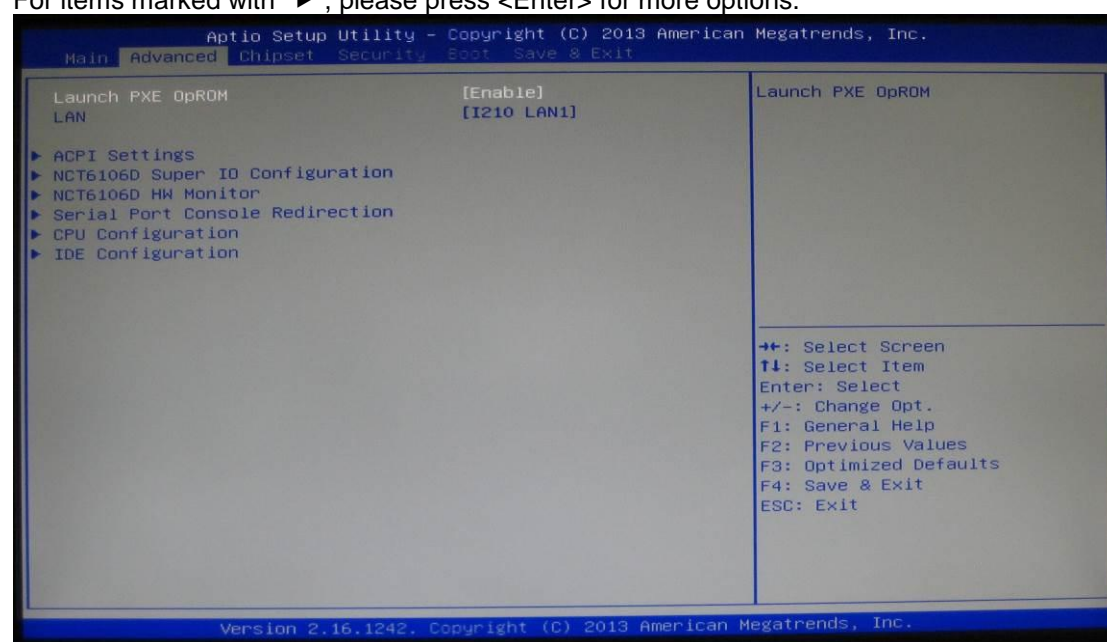 For items marked with "►", please press <Enter> for more options.
Aptio Setup Utility – Copyright (C) 2013 American Megatrends, Inc.
Main Advanced Chipset Security Boot Save & Exit
Launch PXE OpROM [Enable]
LAN [I210 LAN1]
► ACPI Settings
► NCT6106D Super IO Configuration
► NCT6106D HW Monitor
► Serial Port Console Redirection
► CPU Configuration
► IDE Configuration
Launch PXE OpROM
→←: Select Screen
↑↓: Select Item
Enter: Select
+/-: Change Opt.
F1: General Help
F2: Previous Values
F3: Optimized Defaults
F4: Save & Exit
ESC: Exit
Version 2.16.1242. Copyright (C) 2013 American Megatrends, Inc.